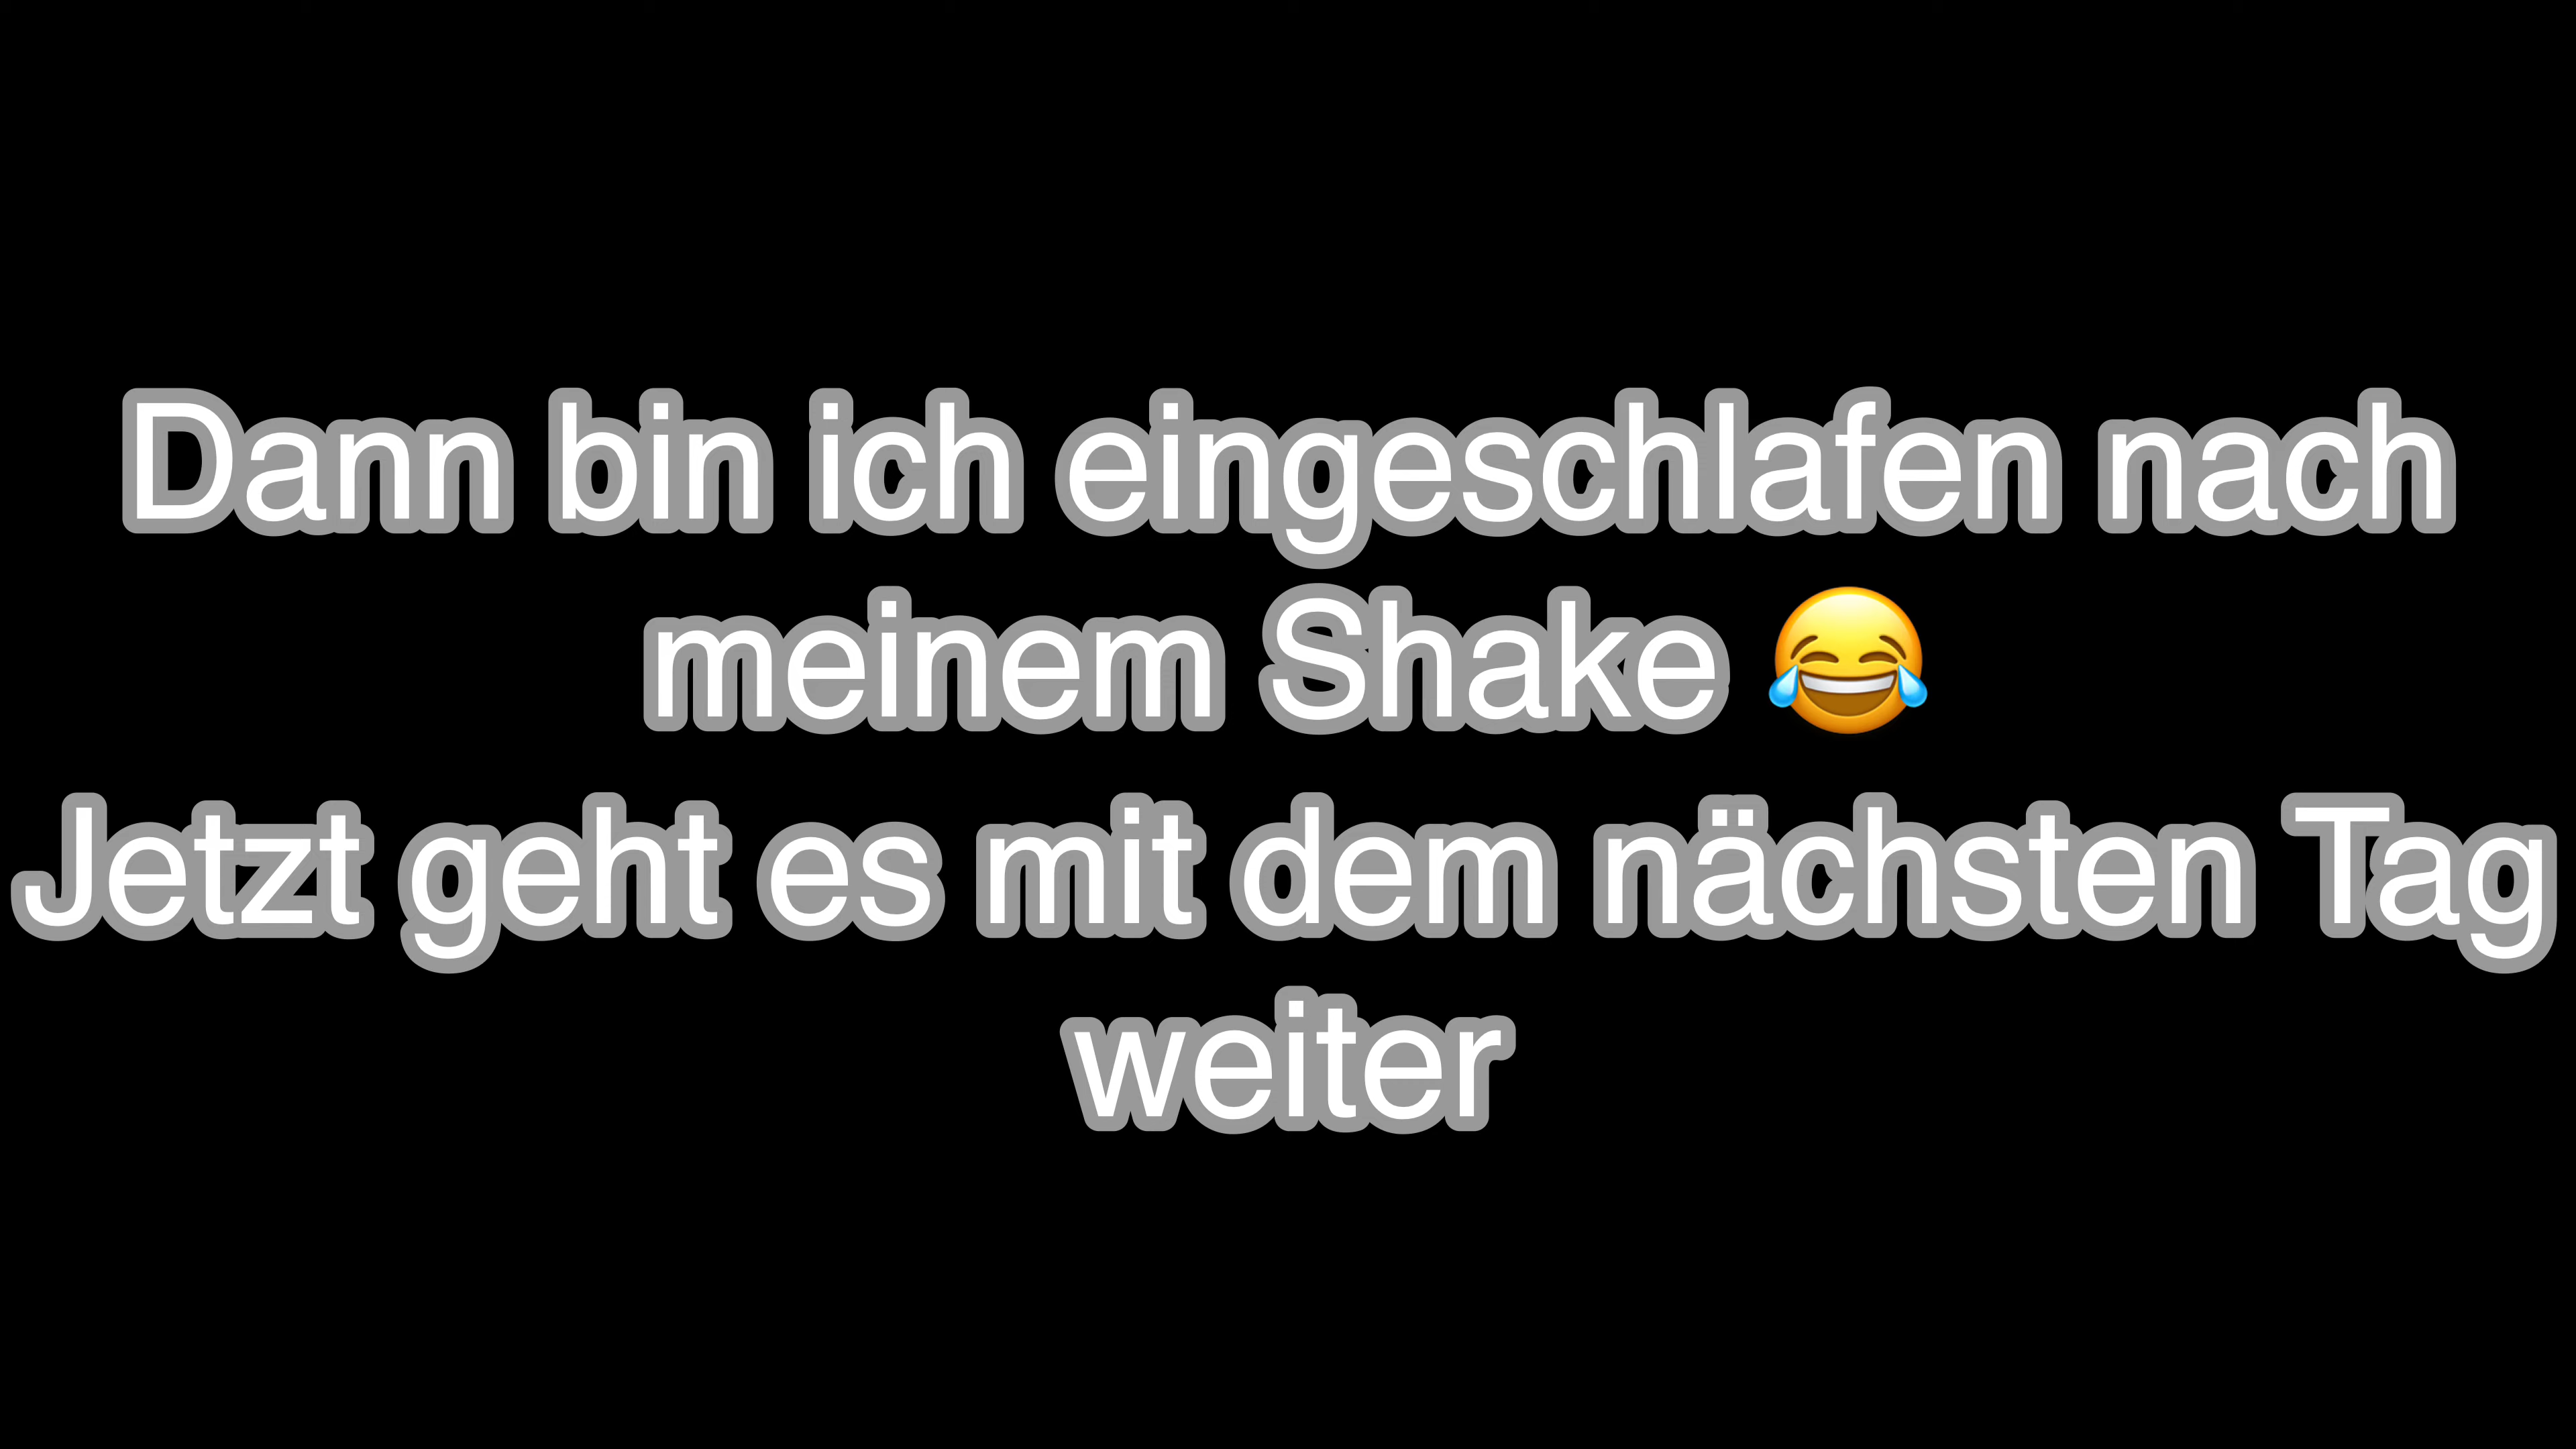 Dann bin ich eingeschlafen nach
meinem Shake 😂
Jetzt geht es mit dem nächsten Tag
weiter